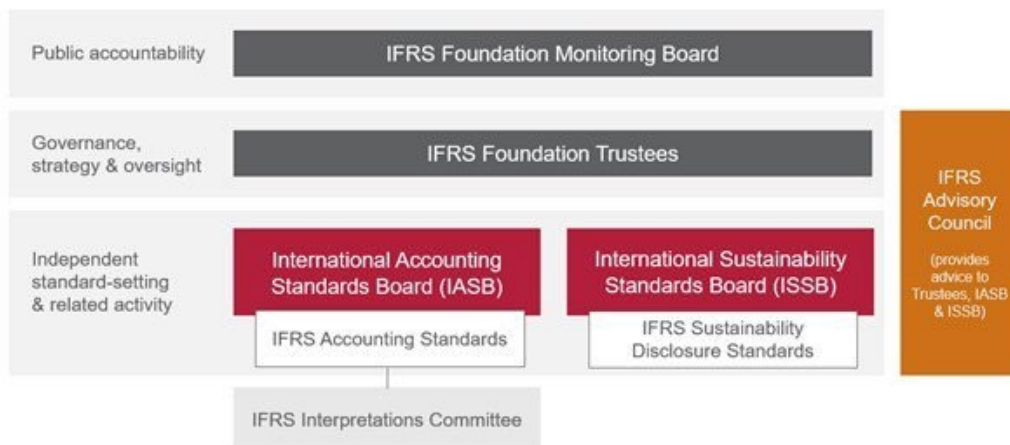 Public accountability
IFRS Foundation Monitoring Board
Governance,
strategy & oversight
IFRS Foundation Trustees
Independent
standard-setting
& related activity
International Accounting
Standards Board (IASB)
IFRS Accounting Standards
International Sustainability
Standards Board (ISSB)
IFRS Sustainability
Disclosure Standards
IFRS Interpretations Committee
IFRS
Advisory
Council
(provides
advice to
Trustees, IASB
& ISSB)